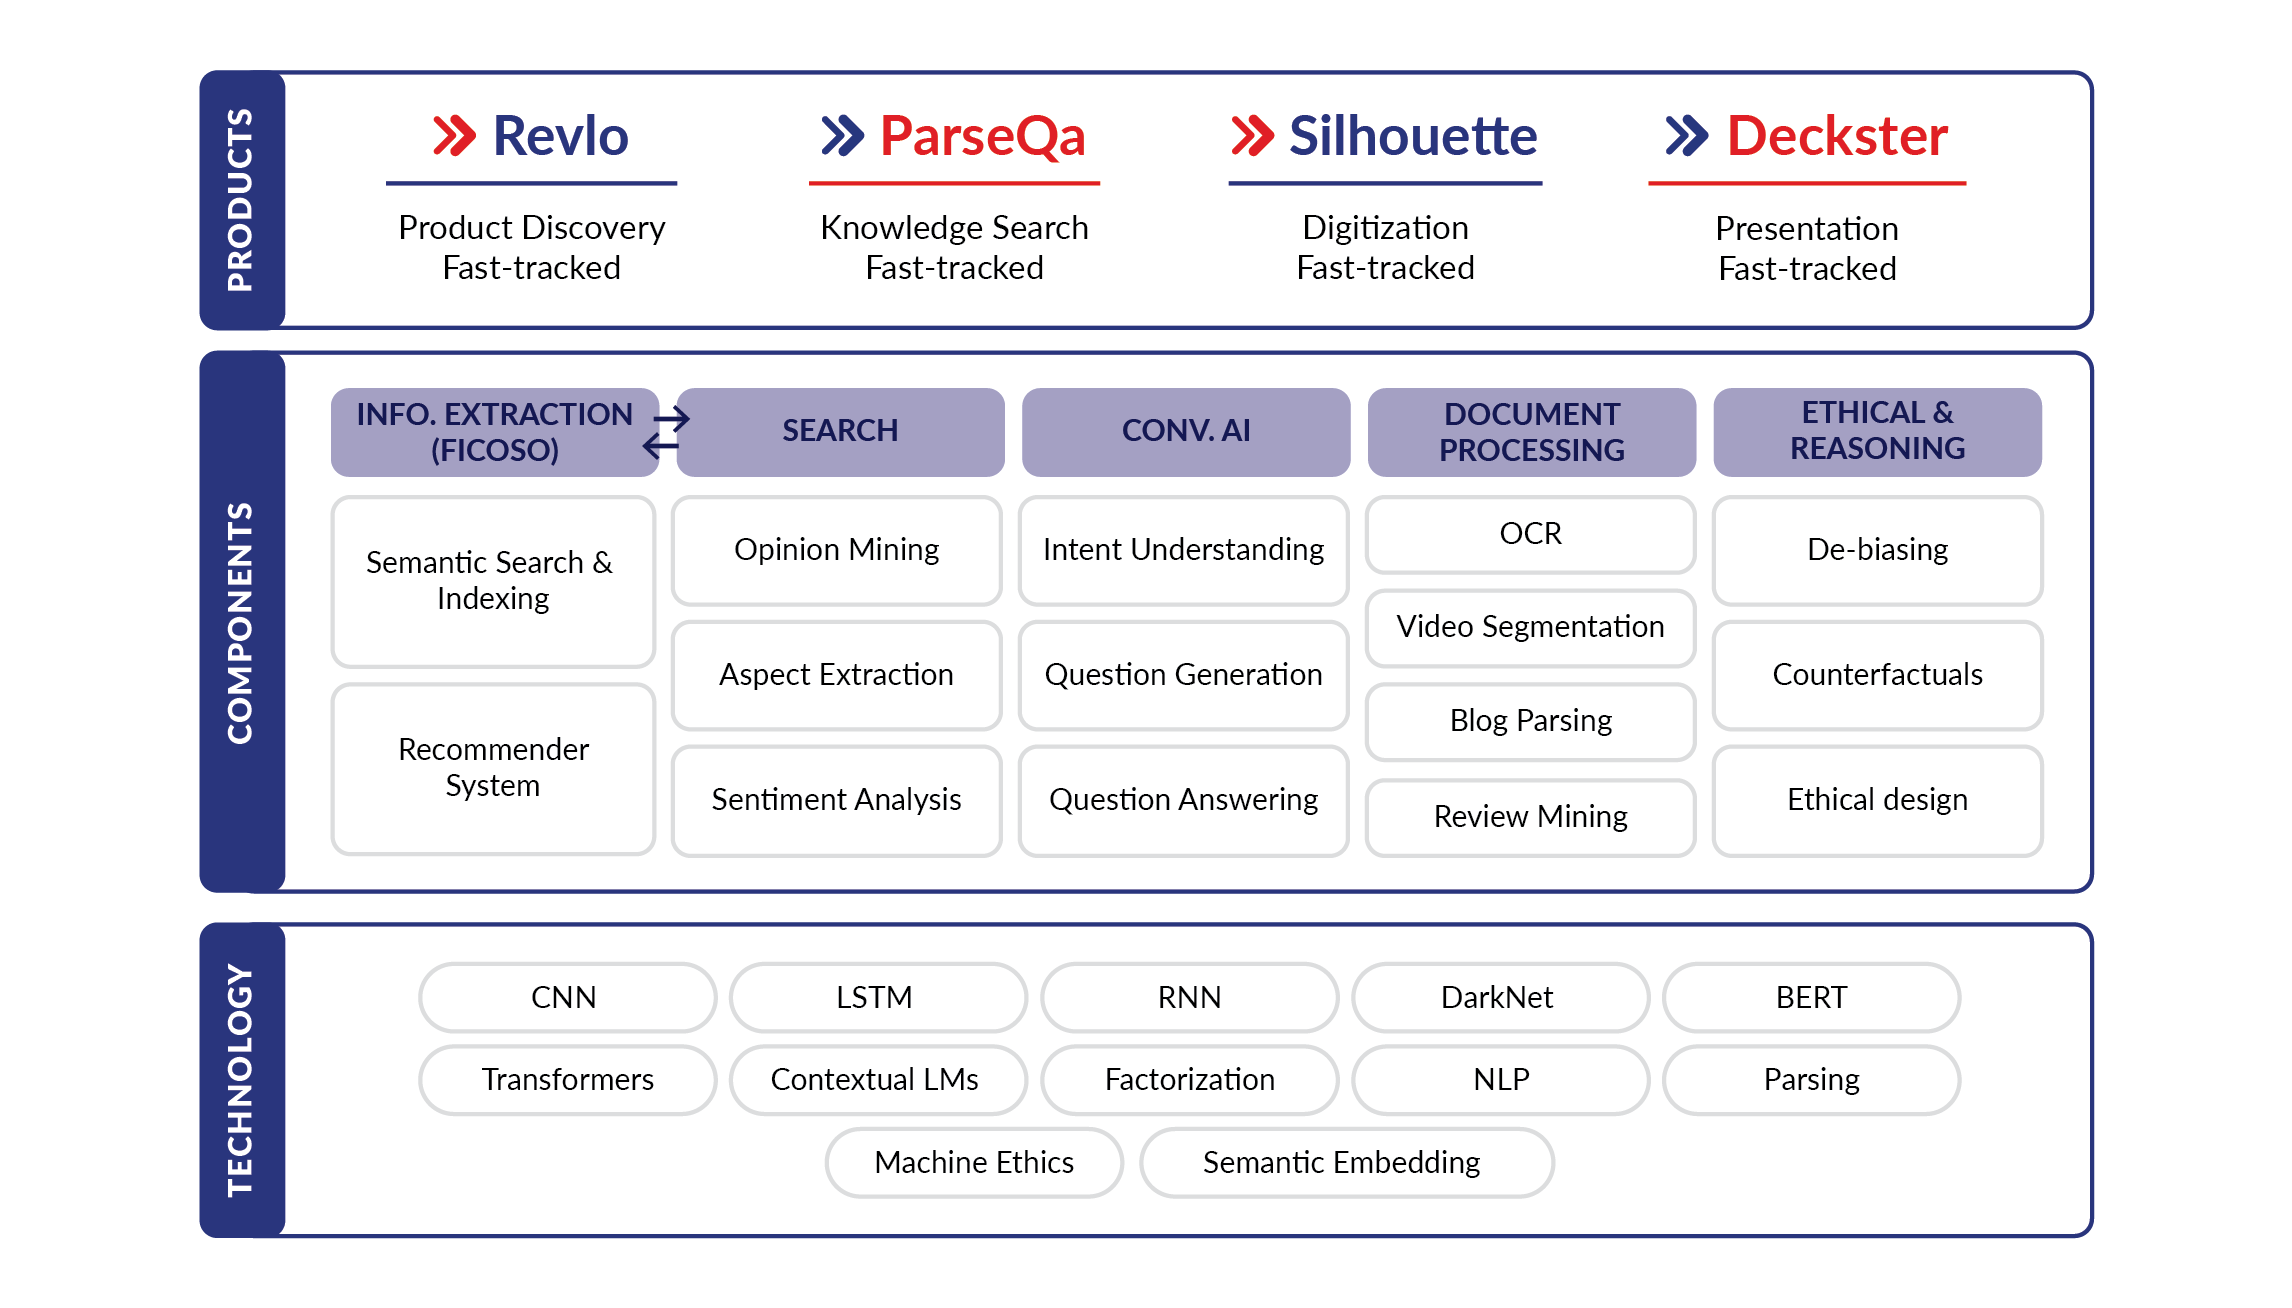 PRODUCTS
Revlo
Product Discovery
Fast-tracked
ParseQa
Knowledge Search
Fast-tracked
Silhouette
Digitization
Fast-tracked
Deckster
Presentation
Fast-tracked
COMPONENTS
INFO. EXTRACTION
(FICOSO)
Semantic Search &
Indexing
Recommender
System
SEARCH
Opinion Mining
Aspect Extraction
Sentiment Analysis
CONV. AI
Intent Understanding
Question Generation
Question Answering
DOCUMENT
PROCESSING
OCR
Video Segmentation
Blog Parsing
Review Mining
ETHICAL &
REASONING
De-biasing
Counterfactuals
Ethical design
TECHNOLOGY
CNN
LSTM
RNN
DarkNet
BERT
Transformers
Contextual LMs
Factorization
NLP
Parsing
Machine Ethics
Semantic Embedding